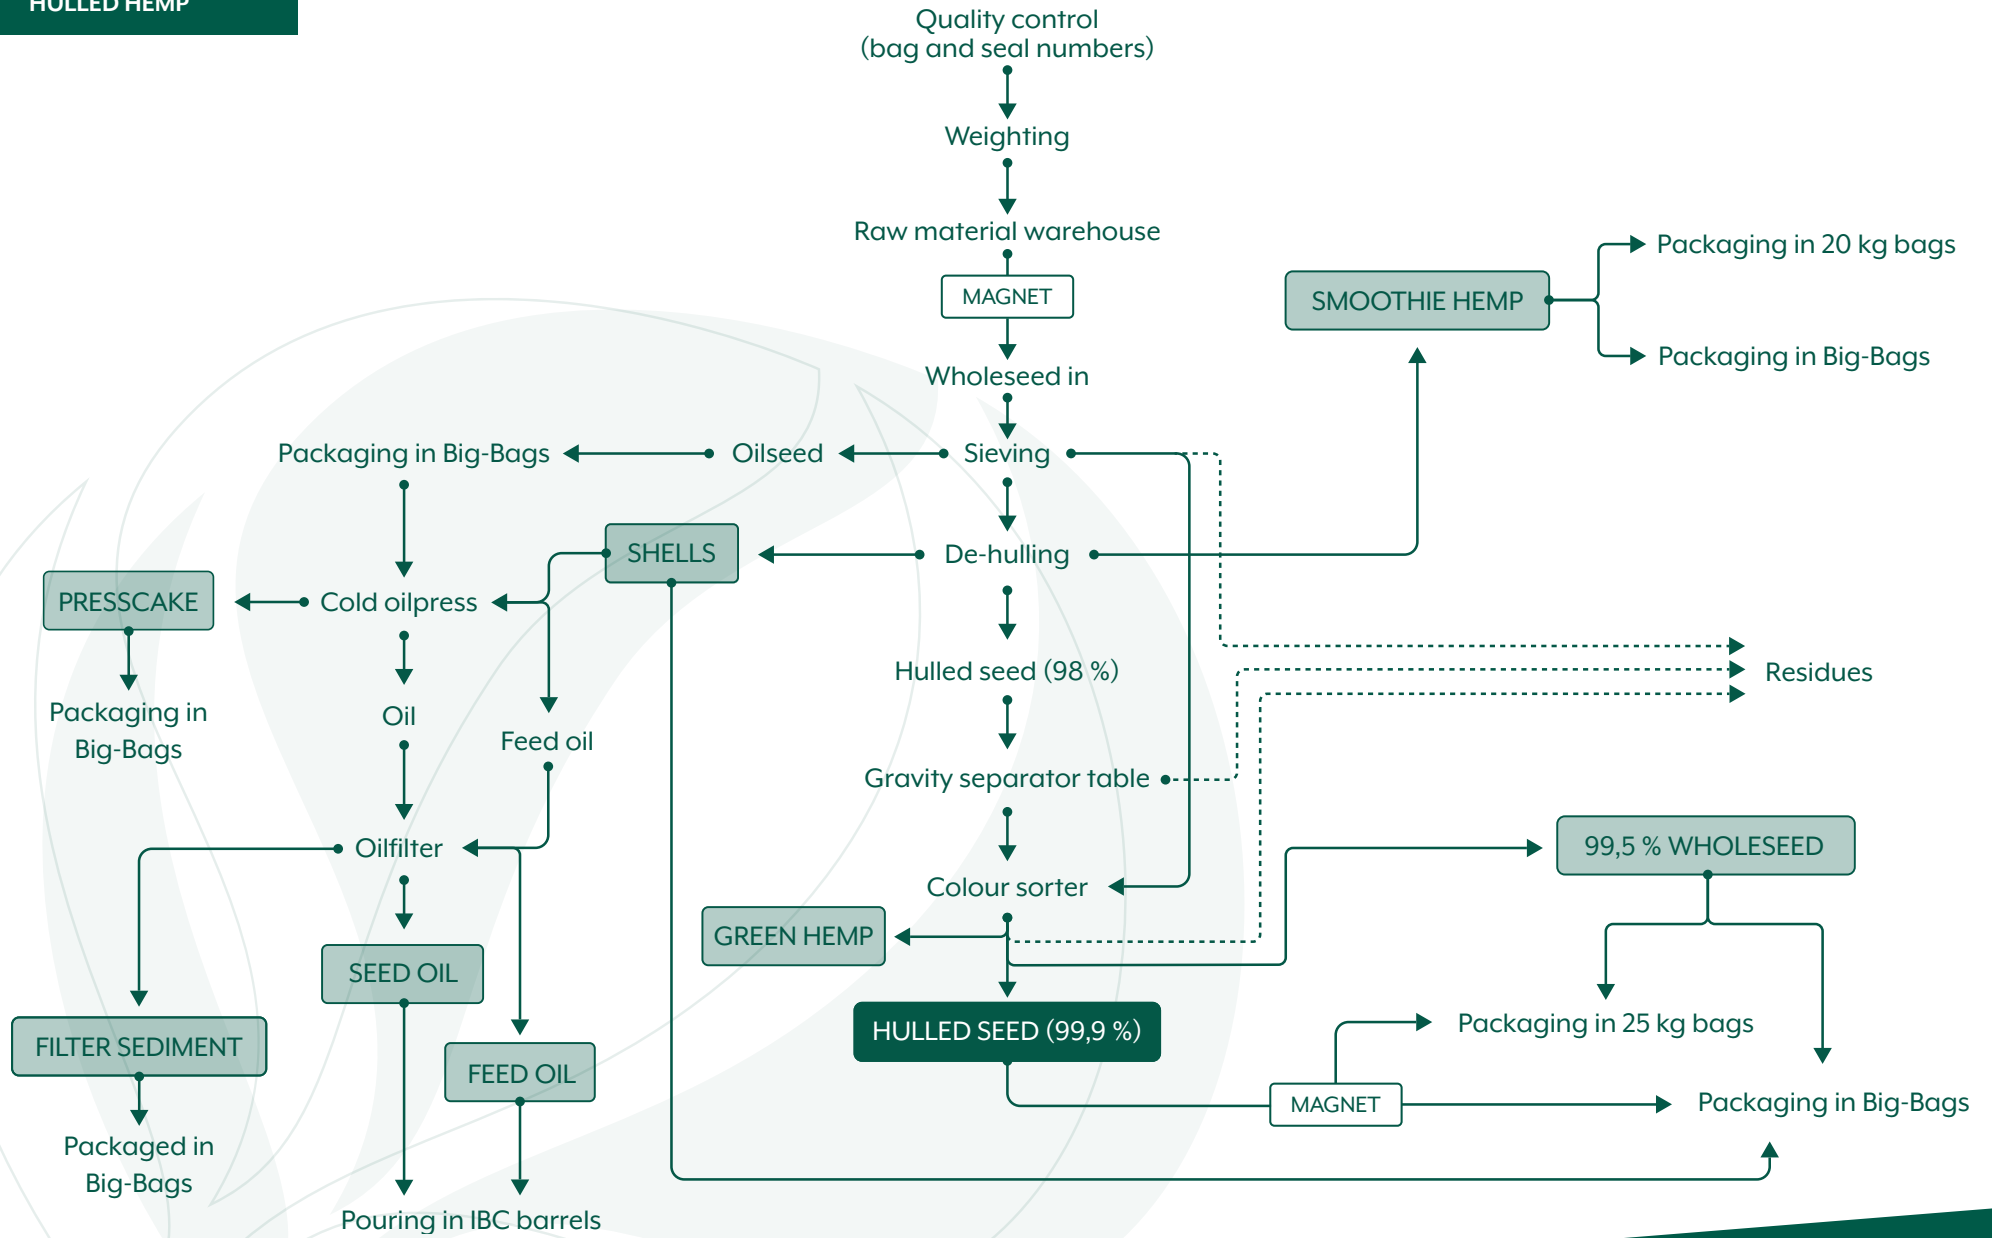 HULLED HEMP
Quality control
(bag and seal numbers)
Weighting
Raw material warehouse
MAGNET
Wholeseed in
SMOOTHIE HEMP
Packaging in 20 kg bags
Packaging in Big-Bags
Packaging in Big-Bags
Oilseed
Sieving
SHELLS
De-hulling
PRESSCAKE
Cold oilpress
Packaging in
Big-Bags
Oil
Feed oil
Hulled seed (98 %)
Residues
Gravity separator table
Oilfilter
Colour sorter
99,5 % WHOLESEED
GREEN HEMP
SEED OIL
HULLED SEED (99,9 %)
Packaging in 25 kg bags
FILTER SEDIMENT
FEED OIL
MAGNET
Packaging in Big-Bags
Packaged in
Big-Bags
Pouring in IBC barrels